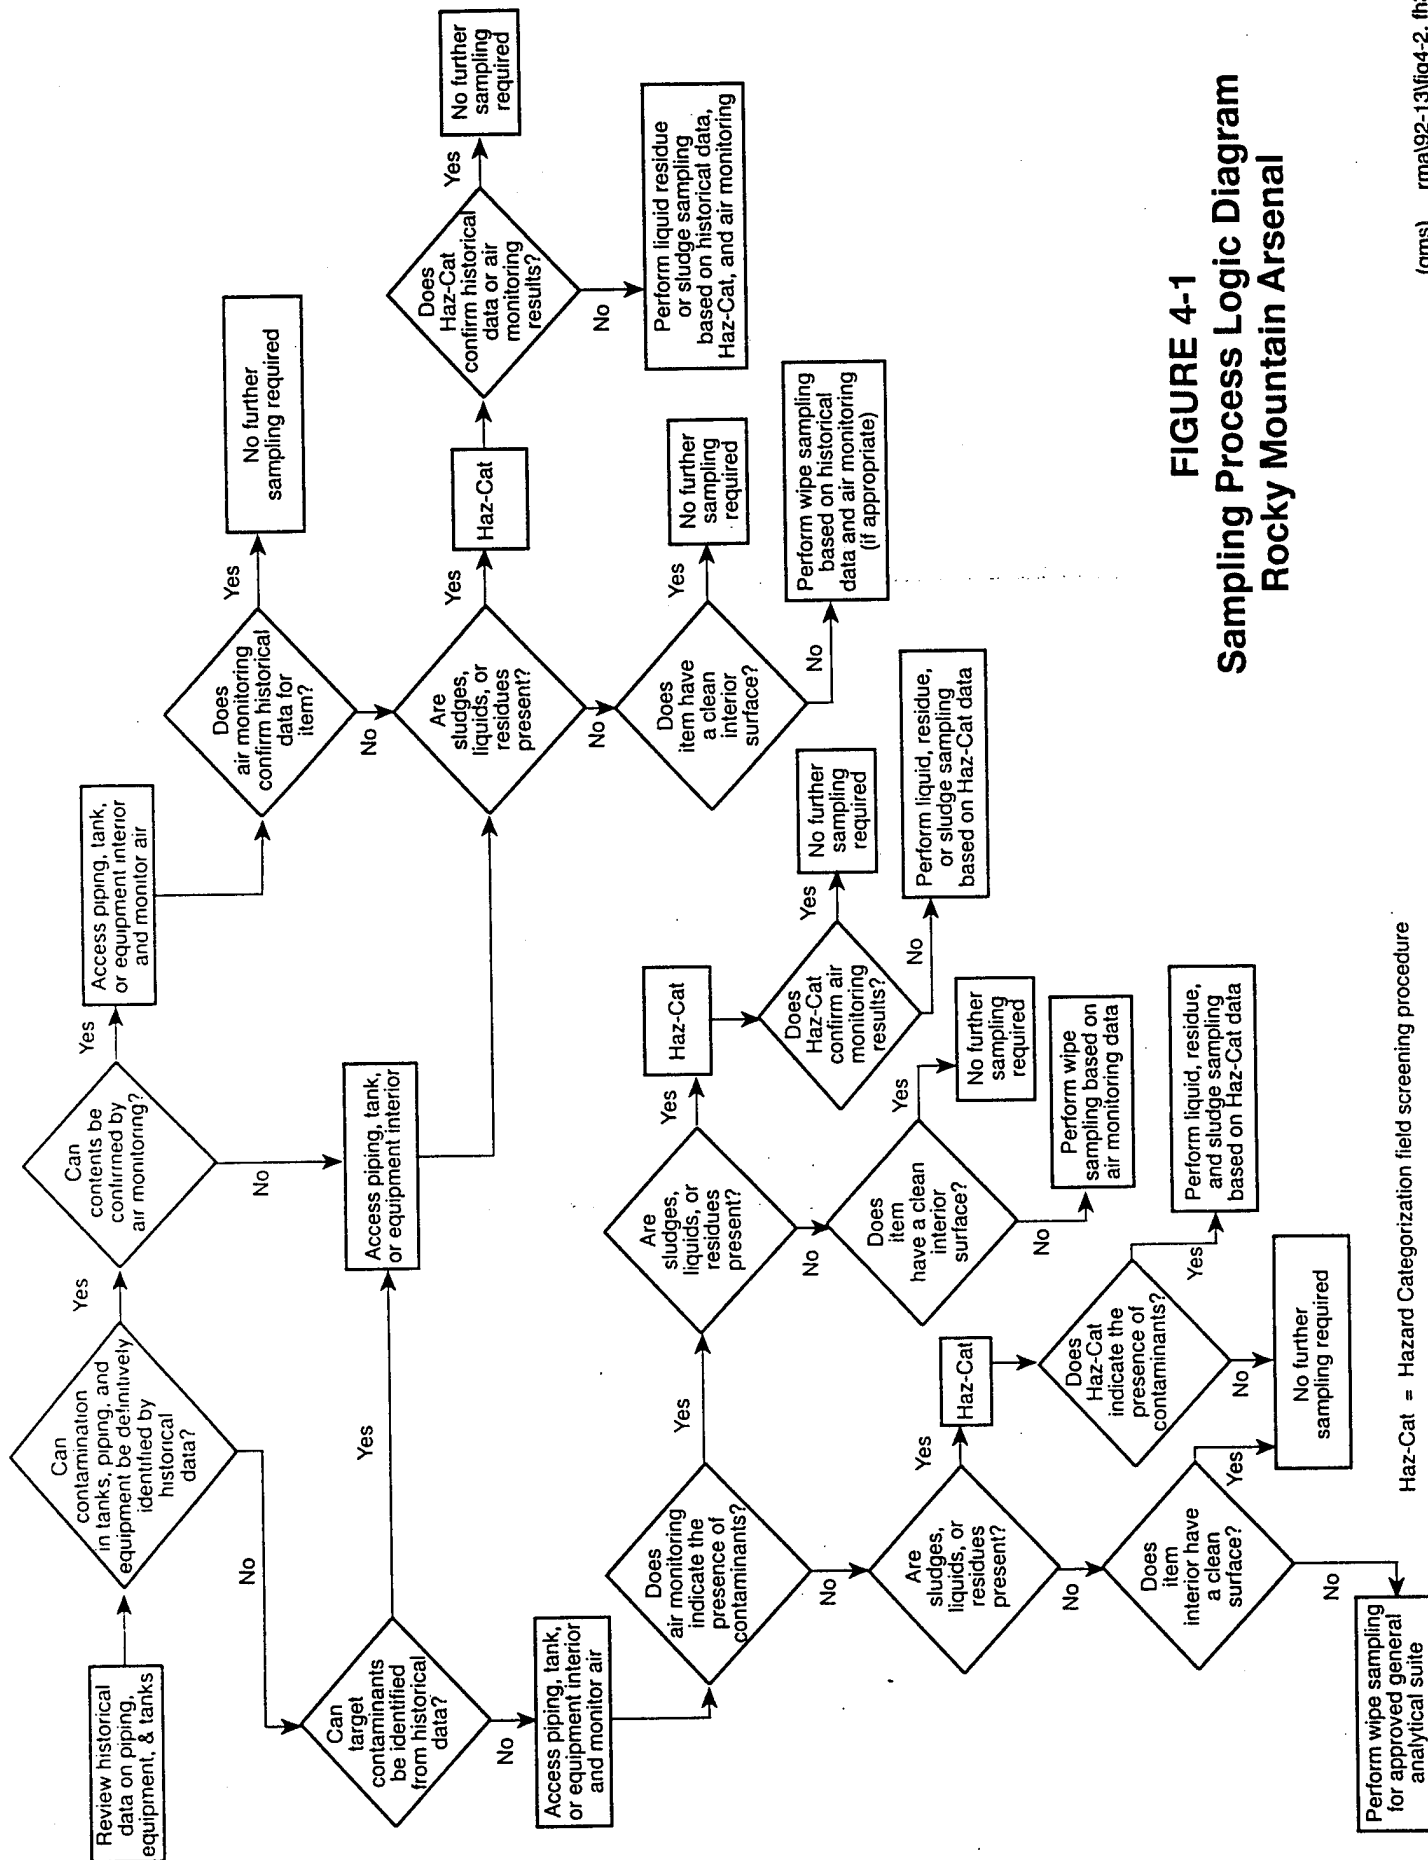 Review historical
data on piping,
equipment, & tanks
Can
contamination
in tanks, piping, and
equipment be definitively
identified by
historical
data?
Yes
No
Can
contents be
confirmed by
air monitoring?
Yes
No
Access piping, tank,
or equipment interior
and monitor air
Does
air monitoring
confirm historical
data for
item?
Yes
No
No further
sampling required
Can
target
contaminants
be identified
from historical
data?
Yes
No
Access piping, tank,
or equipment interior
Are
sludges,
liquids, or
residues
present?
Yes
No
Haz-Cat
Does
Haz-Cat
confirm historical
data or air
monitoring
results?
Yes
No
No further
sampling
required
Perform liquid residue
or sludge sampling
based on historical data,
Haz-Cat, and air monitoring
Does
item have
a clean
interior
surface?
Yes
No
No further
sampling
required
Perform wipe sampling
based on historical
data and air monitoring
(if appropriate)
Access piping, tank,
or equipment interior
and monitor air
Does
air monitoring
indicate the
presence of
contaminants?
Yes
No
Are
sludges,
liquids, or
residues
present?
Yes
No
Haz-Cat
Does
Haz-Cat
confirm air
monitoring
results?
Yes
No
No further
sampling
required
Perform liquid, residue,
or sludge sampling
based on Haz-Cat data
Does
item
have a clean
interior
surface?
Yes
No
No further
sampling
required
Perform wipe
sampling based on
air monitoring data
Are
sludges,
liquids, or
residues
present?
Yes
No
Haz-Cat
Does
Haz-Cat
indicate the
presence of
contaminants?
Yes
No
Perform liquid, residue,
and sludge sampling
based on Haz-Cat data
No further
sampling required
Does
item
interior have
a clean
surface?
Yes
No
Perform wipe sampling
for approved general
analytical suite
Haz-Cat = Hazard Categorization field screening procedure
FIGURE 4-1
Sampling Process Logic Diagram
Rocky Mountain Arsenal